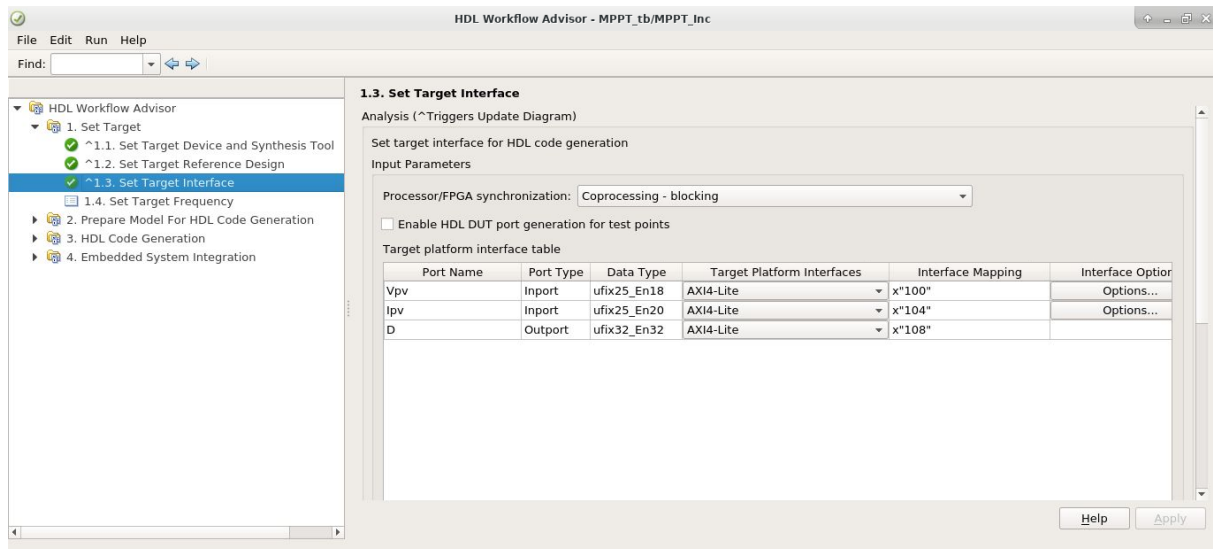 HDL Workflow Advisor - MPPT_tb/MPPT_Inc
File Edit Run Help
Find:
HDL Workflow Advisor
1. Set Target
^1.1. Set Target Device and Synthesis Tool
^1.2. Set Target Reference Design
^1.3. Set Target Interface
1.4. Set Target Frequency
2. Prepare Model For HDL Code Generation
3. HDL Code Generation
4. Embedded System Integration
1.3. Set Target Interface
Analysis (^Triggers Update Diagram)
Set target interface for HDL code generation
Input Parameters
Processor/FPGA synchronization: Coprocessing - blocking
Enable HDL DUT port generation for test points
Target platform interface table
Port Name Port Type Data Type Target Platform Interfaces Interface Mapping Interface Option
Vpv Inport ufix25_En18 AXI4-Lite x"100" Options...
Ipv Inport ufix25_En20 AXI4-Lite x"104" Options...
D Outport ufix32_En32 AXI4-Lite x"108"
Help Apply